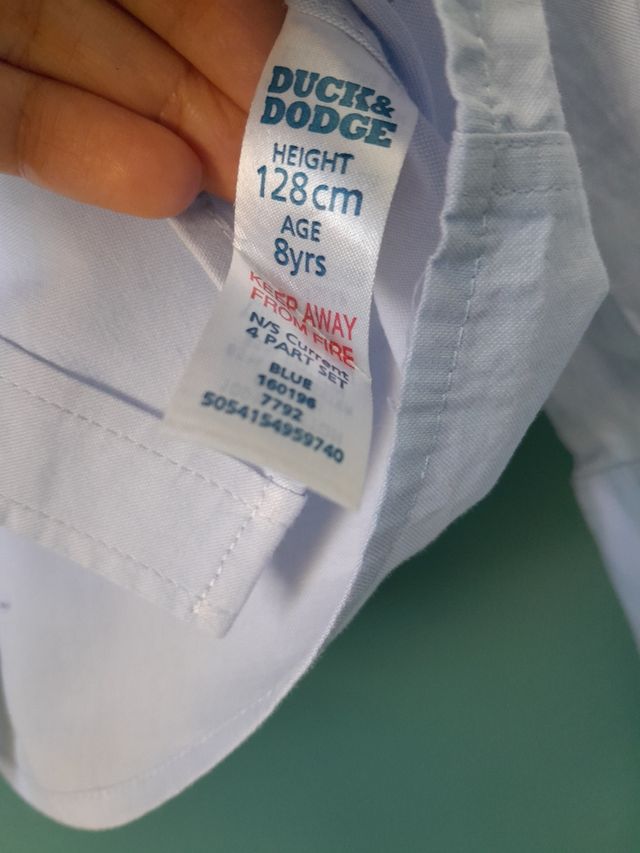 DUCK&
DODGE
HEIGHT
128cm
AGE
8yrs
KEEP AWAY
FROM FIRE
N/S Current
4 PART SET
BLUE
160196
7792
5054154959740